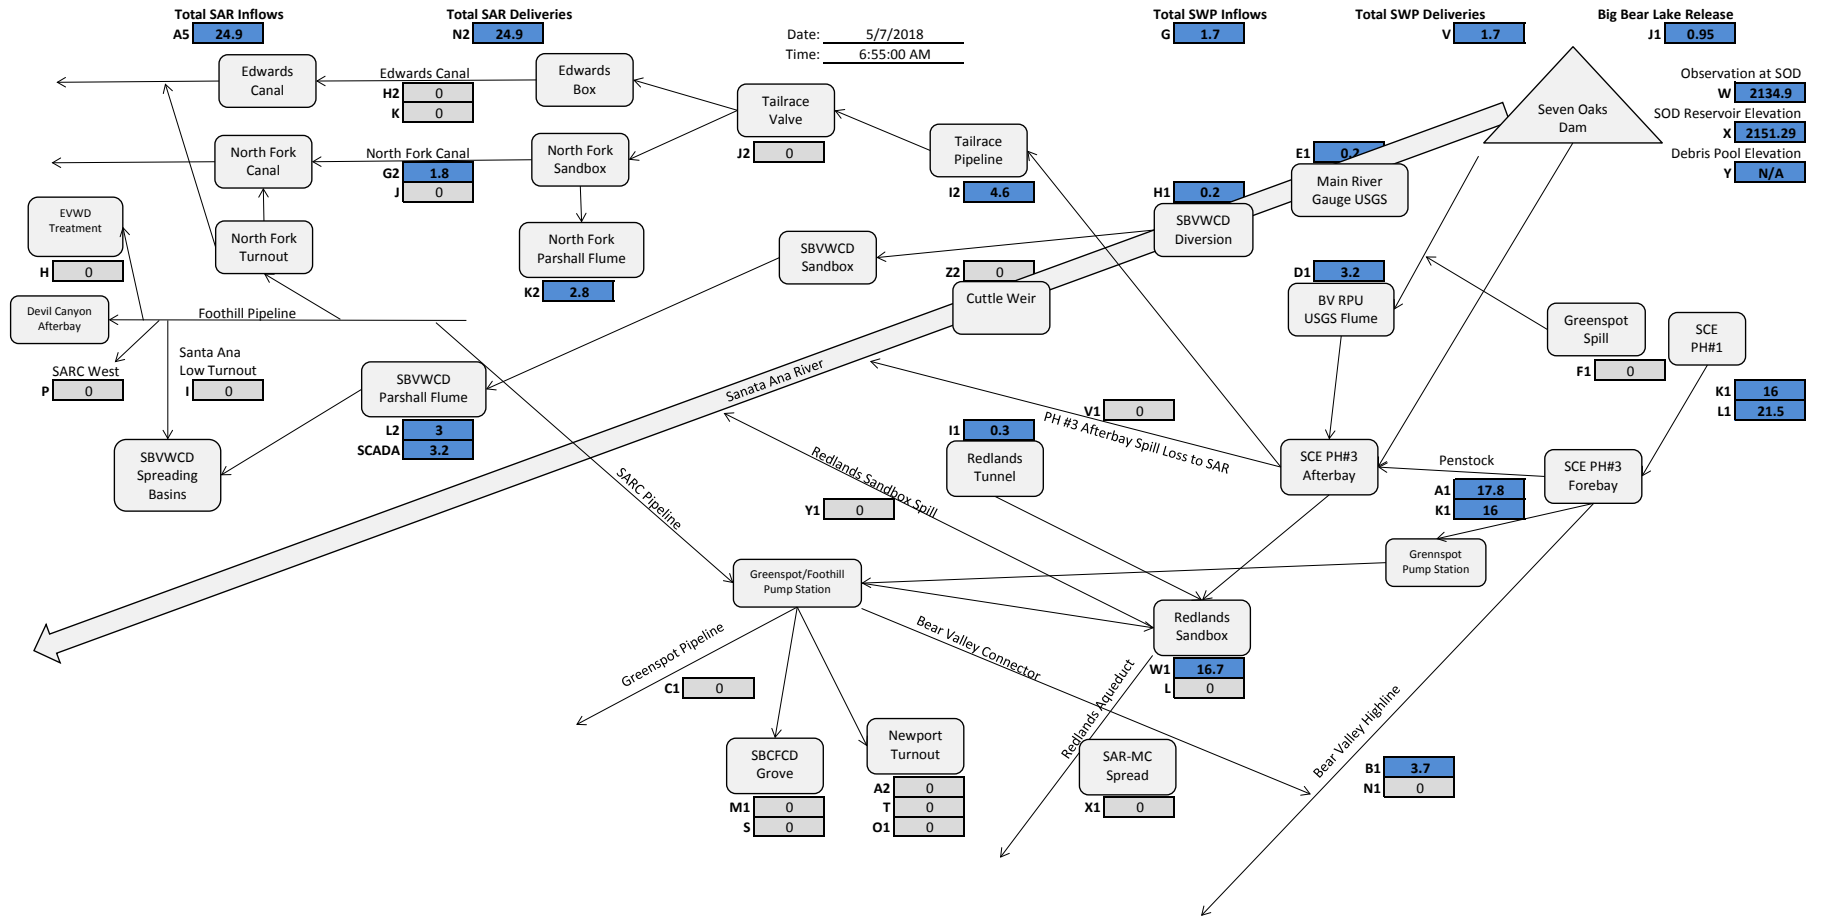 Total SAR Inflows
A5 24.9
Total SAR Deliveries
N2 24.9
Date: 5/7/2018
Time: 6:55:00 AM
Total SWP Inflows
G 1.7
Total SWP Deliveries
V 1.7
Big Bear Lake Release
J1 0.95
Observation at SOD
W 2134.9
SOD Reservoir Elevation
X 2151.29
Debris Pool Elevation
Y N/A
Seven Oaks
Dam
Edwards
Canal
Edwards Canal
H2 0
K 0
Edwards
Box
Tailrace
Valve
J2 0
Tailrace
Pipeline
I2 4.6
North Fork
Canal
North Fork Canal
G2 1.8
J 0
North Fork
Sandbox
E1 0.2
Main River
Gauge USGS
H1 0.2
SBVWCD
Diversion
EVWD
Treatment
H 0
North Fork
Turnout
North Fork
Parshall Flume
K2 2.8
SBVWCD
Sandbox
Z2 0
Cuttle Weir
D1 3.2
BV RPU
USGS Flume
Greenspot
Spill
F1 0
SCE
PH#1
K1 16
L1 21.5
Devil Canyon
Afterbay
Foothill Pipeline
SARC West
P 0
Santa Ana
Low Turnout
I 0
SBVWCD
Parshall Flume
L2 3
SCADA 3.2
Sanata Ana River
V1 0
PH #3 Afterbay Spill Loss to SAR
I1 0.3
Redlands
Tunnel
SCE PH#3
Afterbay
Penstock
A1 17.8
K1 16
SCE PH#3
Forebay
SBVWCD
Spreading
Basins
SARC Pipeline
Redlands Sandbox Spill
Y1 0
Grennspot
Pump Station
Greenspot/Foothill
Pump Station
Redlands
Sandbox
W1 16.7
L 0
Greenspot Pipeline
C1 0
Bear Valley Connector
Redlands Aqueduct
Bear Valley Highline
SBCFCD
Grove
M1 0
S 0
Newport
Turnout
A2 0
T 0
O1 0
SAR-MC
Spread
X1 0
B1 3.7
N1 0